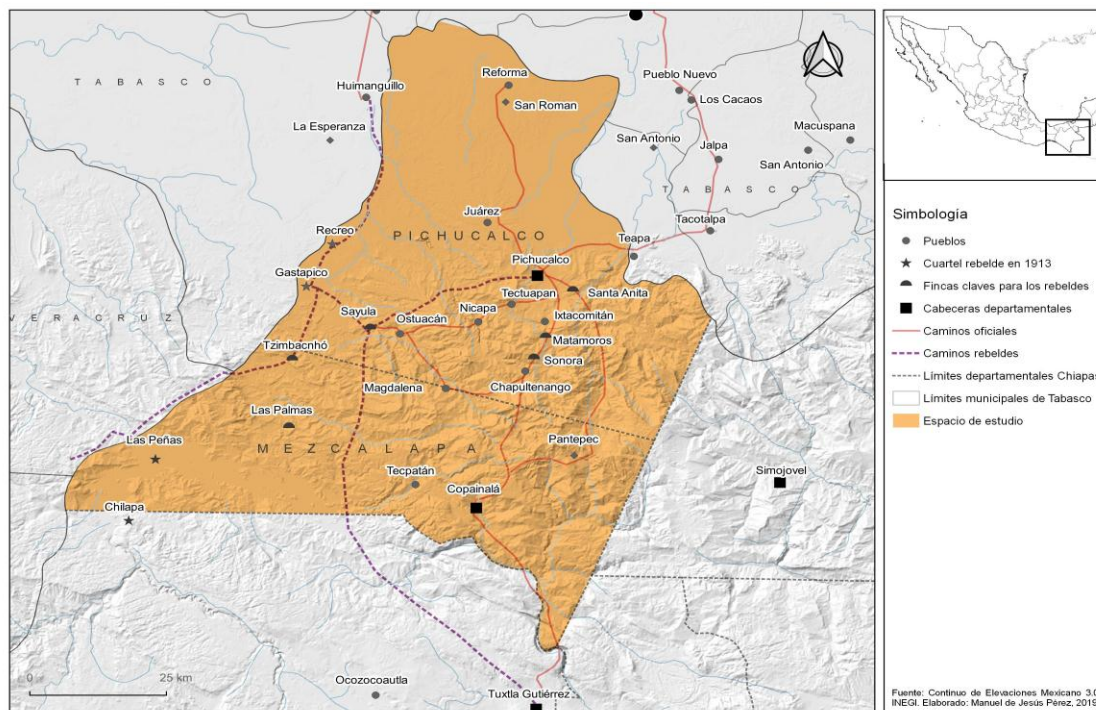 TABASCO
Huimanguillo
La Esperanza
Reforma
San Roman
Pueblo Nuevo
Los Cacaos
San Antonio
Jalpa
Macuspana
San Antonio
TABASCO
Tacotalpa
Teapa
Juárez
PICHUCALCO
Recreo
Gastapico
Pichucalco
Santa Anita
Tectuapan
Nicapa
Ixtacomitán
Sayula
Ostuacán
Matamoros
VERACRUZ
Tzimbacnhó
Sonora
Magdalena
Chapultenango
Las Palmas
MEZCALAPA
Pantepec
Las Peñas
Tecpatán
Copainalá
Simojovel
Chilapa
0 25 km
Ocozocoautla
Tuxtla Gutiérrez
Simbología
Pueblos
Cuartel rebelde en 1913
Fincas claves para los rebeldes
Cabeceras departamentales
Caminos oficiales
Caminos rebeldes
Límites departamentales Chiapas
Límites municipales de Tabasco
Espacio de estudio
Fuente: Continuo de Elevaciones Mexicano 3.0
INEGI. Elaborado: Manuel de Jesús Pérez, 2019